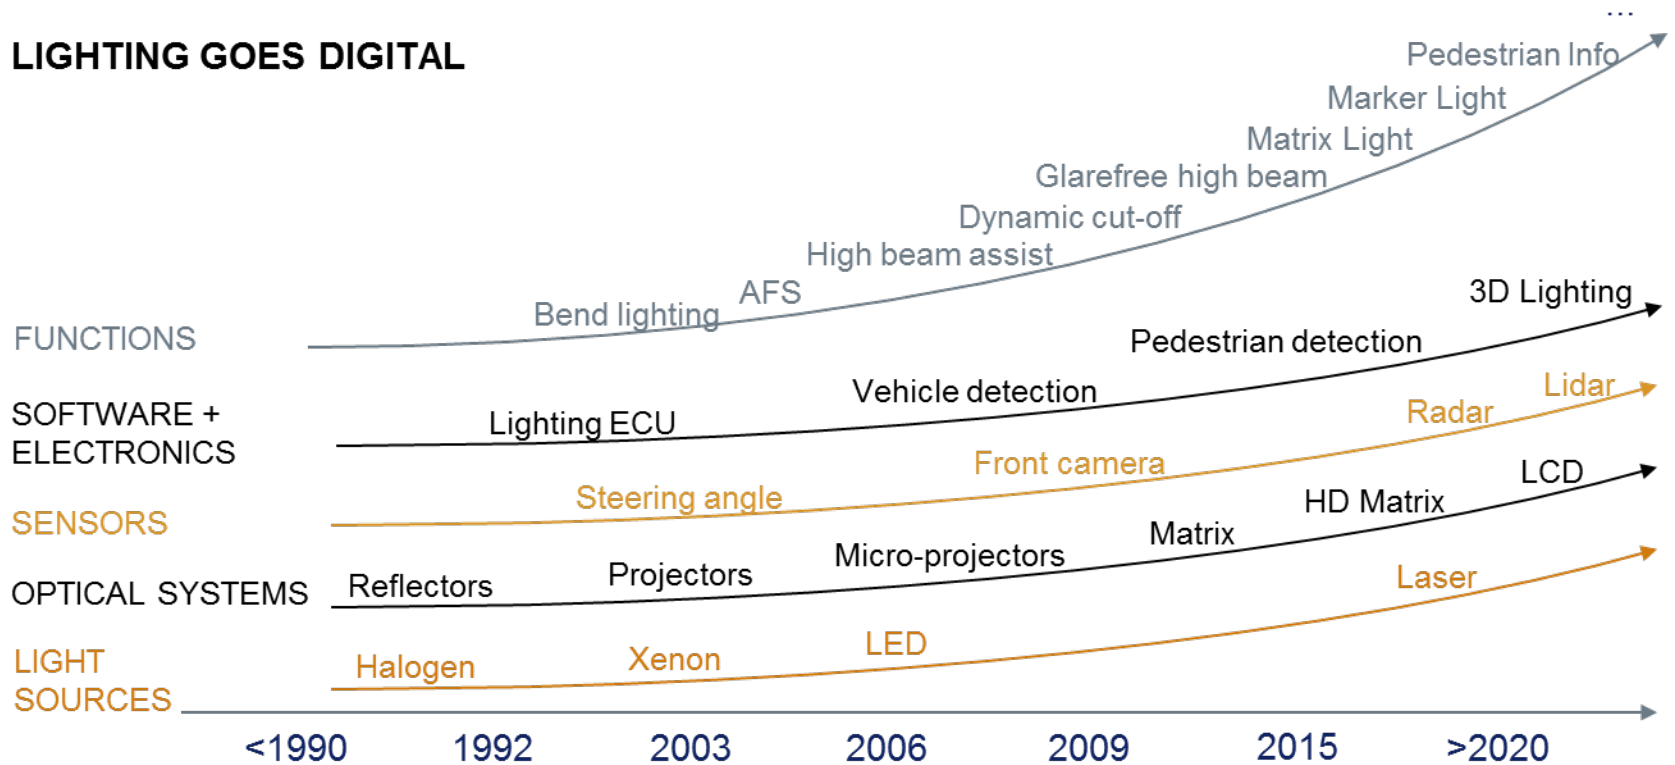 ...
LIGHTING GOES DIGITAL
Pedestrian Info
Marker Light
Matrix Light
Glarefree high beam
Dynamic cut-off
High beam assist
AFS
Bend lighting
FUNCTIONS
3D Lighting
Pedestrian detection
Vehicle detection
Lighting ECU
SOFTWARE +
ELECTRONICS
Lidar
Radar
Front camera
Steering angle
SENSORS
LCD
HD Matrix
Matrix
Micro-projectors
Projectors
Reflectors
OPTICAL SYSTEMS
Laser
LED
Xenon
Halogen
LIGHT
SOURCES
<1990 1992 2003 2006 2009 2015 >2020